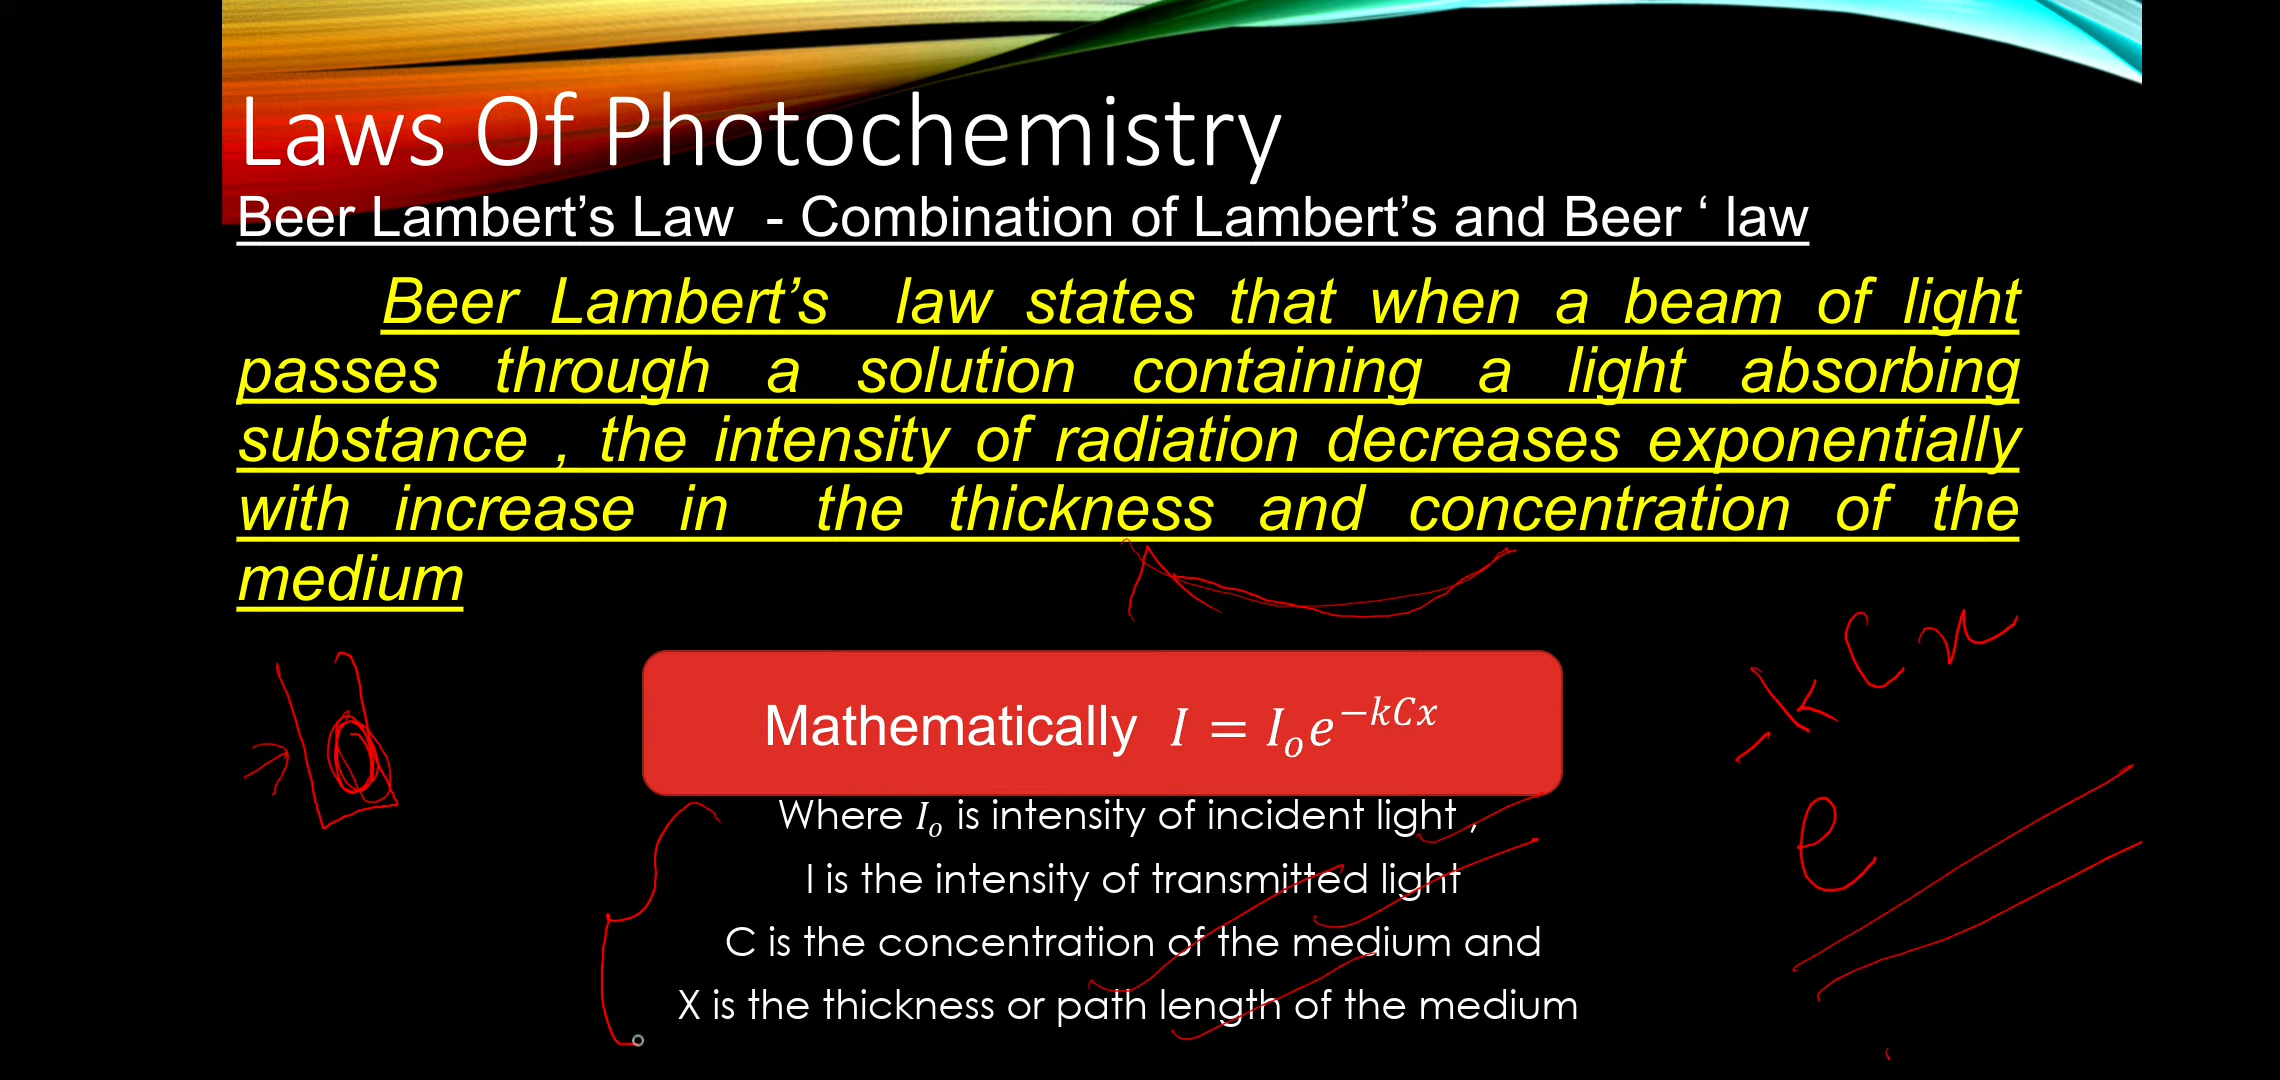 Laws Of Photochemistry
Beer Lambert’s Law - Combination of Lambert’s and Beer ‘ law
Beer Lambert’s law states that when a beam of light
passes through a solution containing a light absorbing
substance , the intensity of radiation decreases exponentially
with increase in the thickness and concentration of the
medium
Mathematically I = Iₒe^−kCx
Where Iₒ is intensity of incident light ,
I is the intensity of transmitted light
C is the concentration of the medium and
X is the thickness or path length of the medium
-kCx
e